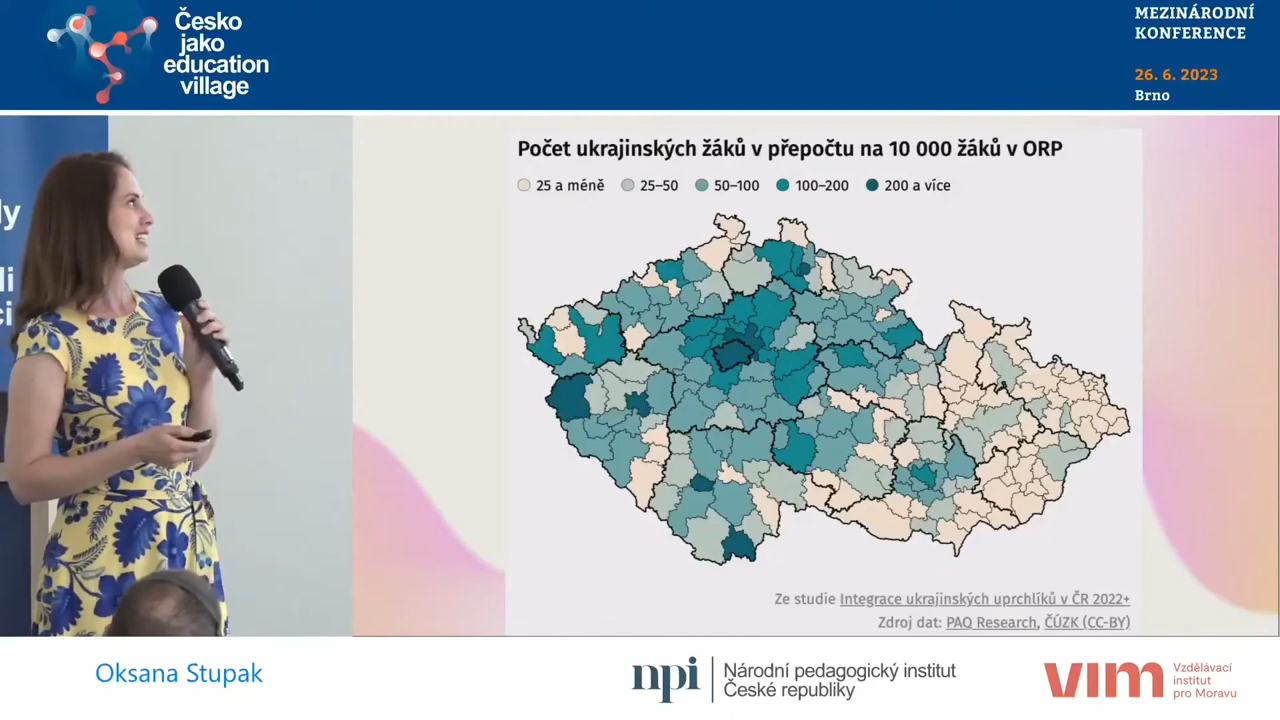 Česko
jako
education
village
MEZINÁRODNÍ
KONFERENCE
26. 6. 2023
Brno
Počet ukrajinských žáků v přepočtu na 10 000 žáků v ORP
25 a méně
25–50
50–100
100–200
200 a více
Ze studie Integrace ukrajinských uprchlíků v ČR 2022+
Zdroj dat: PAQ Research, ČÚZK (CC-BY)
Oksana Stupak
npi
Národní pedagogický institut
České republiky
vim
Vzdělávací
institut
pro Moravu